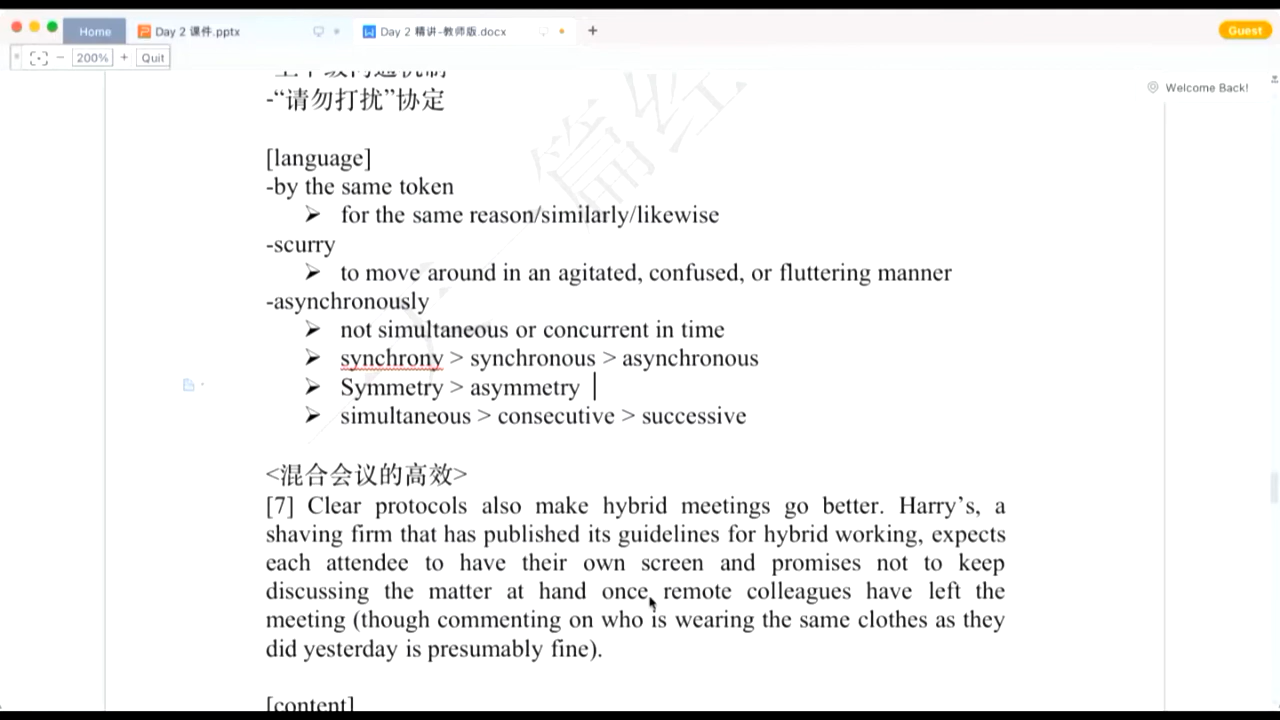 Home
Day 2 课件.pptx
Day 2 精讲-教师版.docx
+
Guest
− 200% + Quit
Welcome Back!
-“请勿打扰”协定
[language]
-by the same token
➢ for the same reason/similarly/likewise
-scurry
➢ to move around in an agitated, confused, or fluttering manner
-asynchronously
➢ not simultaneous or concurrent in time
➢ synchrony > synchronous > asynchronous
➢ Symmetry > asymmetry
➢ simultaneous > consecutive > successive
<混合会议的高效>
[7] Clear protocols also make hybrid meetings go better. Harry’s, a
shaving firm that has published its guidelines for hybrid working, expects
each attendee to have their own screen and promises not to keep
discussing the matter at hand once remote colleagues have left the
meeting (though commenting on who is wearing the same clothes as they
did yesterday is presumably fine).
[content]